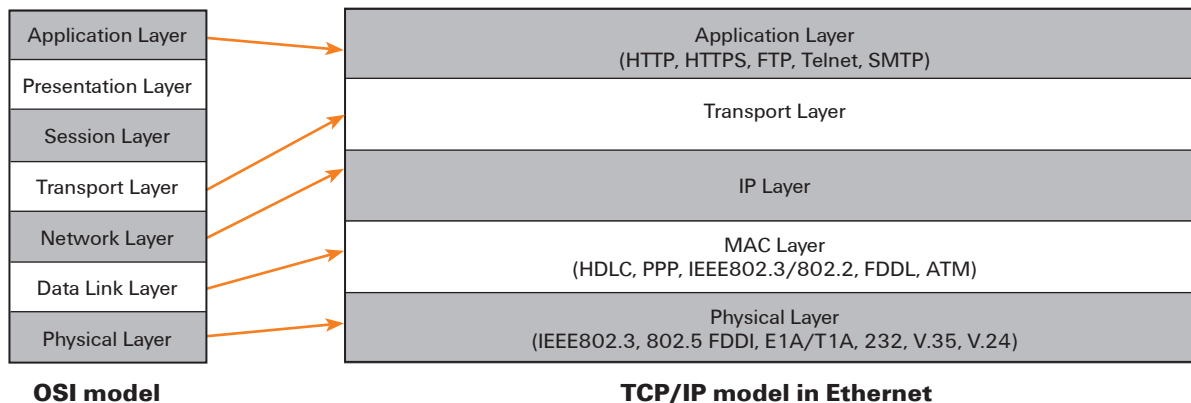 Application Layer
Presentation Layer
Session Layer
Transport Layer
Network Layer
Data Link Layer
Physical Layer
OSI model
Application Layer
(HTTP, HTTPS, FTP, Telnet, SMTP)
Transport Layer
IP Layer
MAC Layer
(HDLC, PPP, IEEE802.3/802.2, FDDL, ATM)
Physical Layer
(IEEE802.3, 802.5 FDDI, E1A/T1A, 232, V.35, V.24)
TCP/IP model in Ethernet